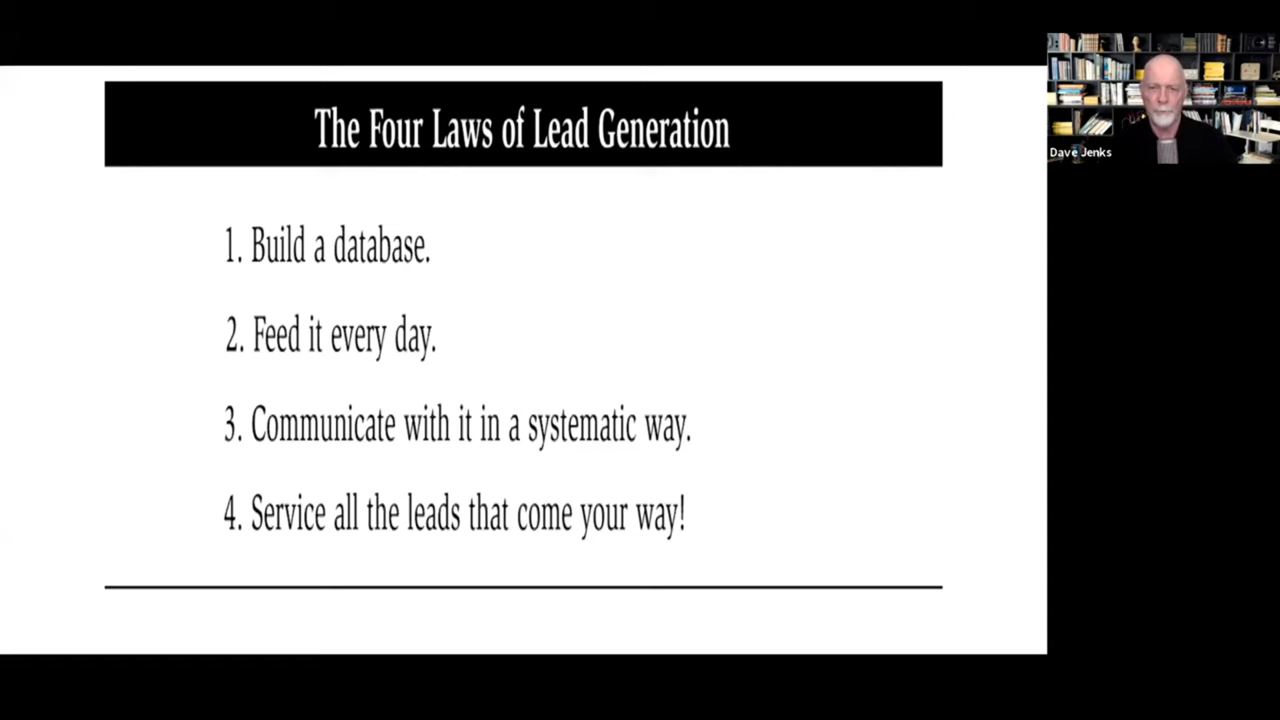 The Four Laws of Lead Generation
1. Build a database.
2. Feed it every day.
3. Communicate with it in a systematic way.
4. Service all the leads that come your way!
Dave Jenks